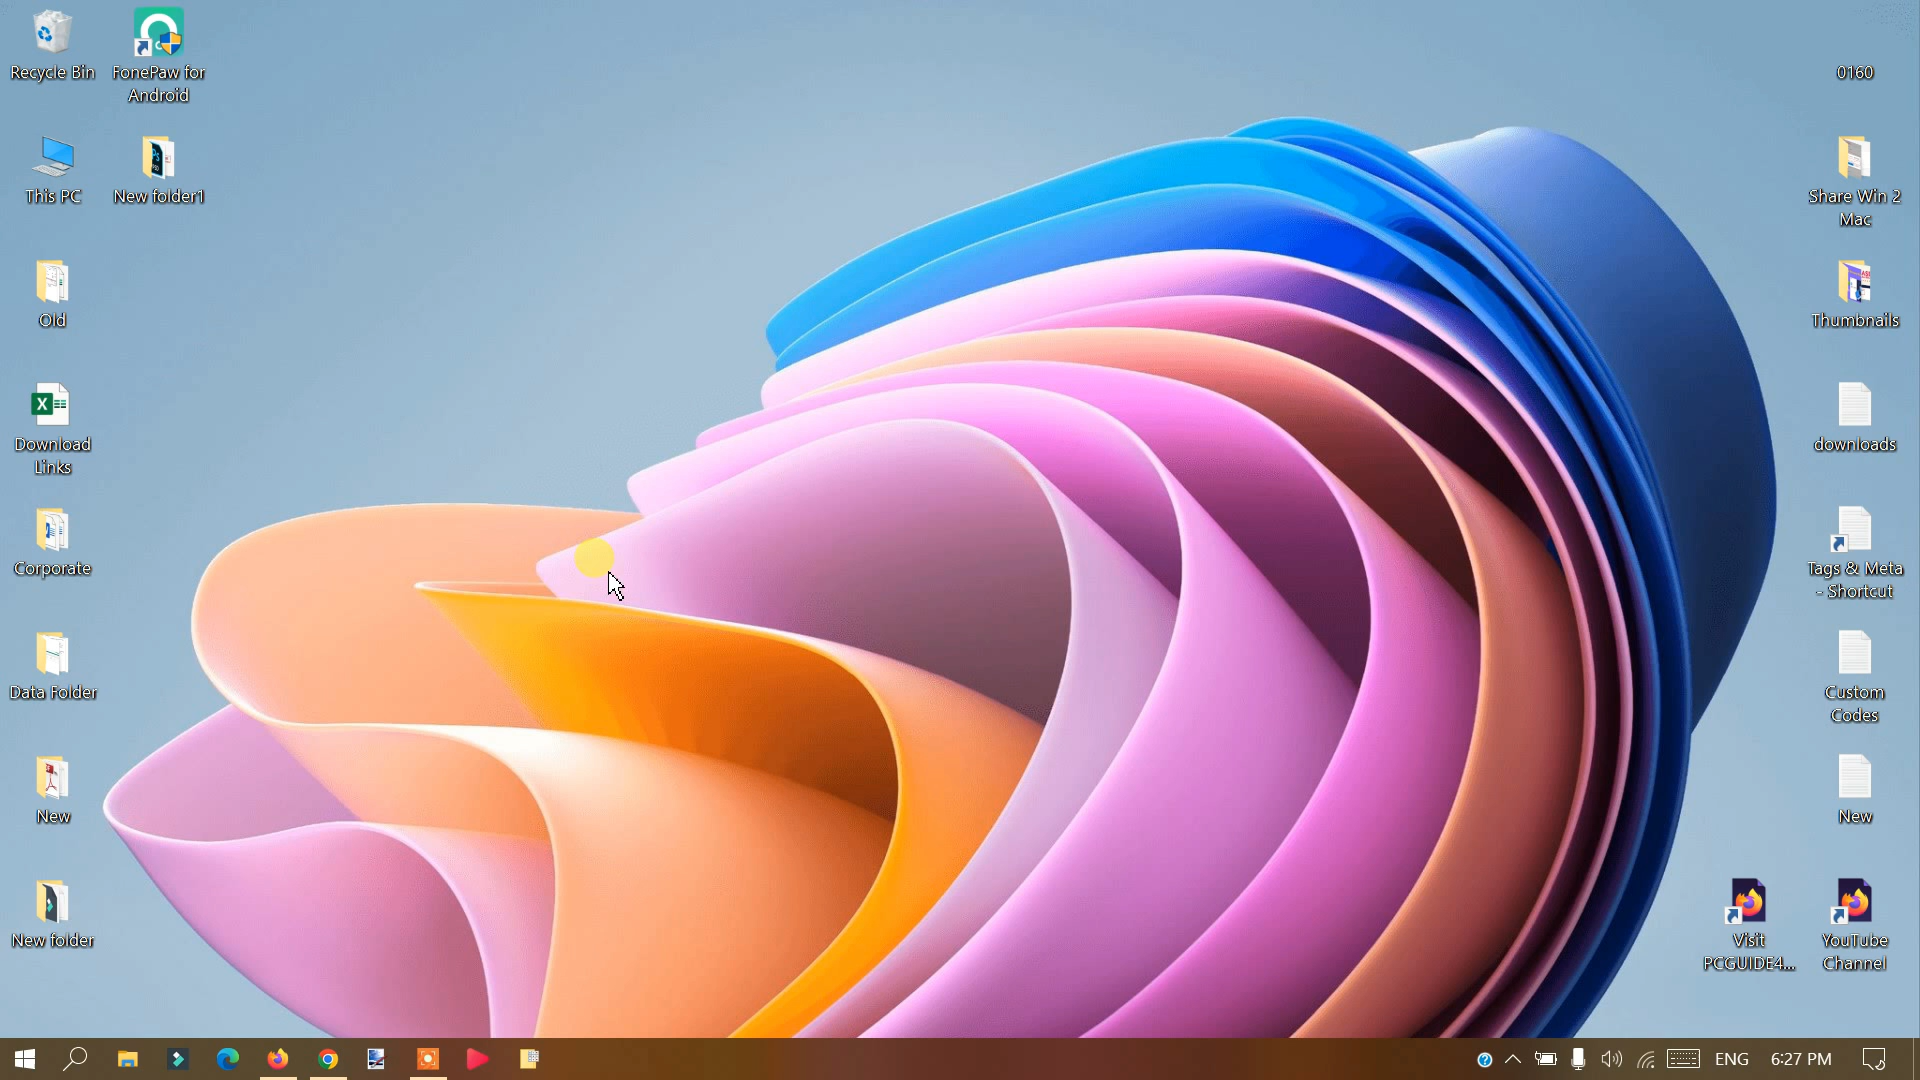 Recycle Bin
FonePaw for
Android
This PC
New folder1
Old
Download
Links
Corporate
Data Folder
New
New folder
0160
Share Win 2
Mac
Thumbnails
downloads
Tags & Meta
- Shortcut
Custom
Codes
New
Visit
PCGUIDE4...
YouTube
Channel
ENG
6:27 PM